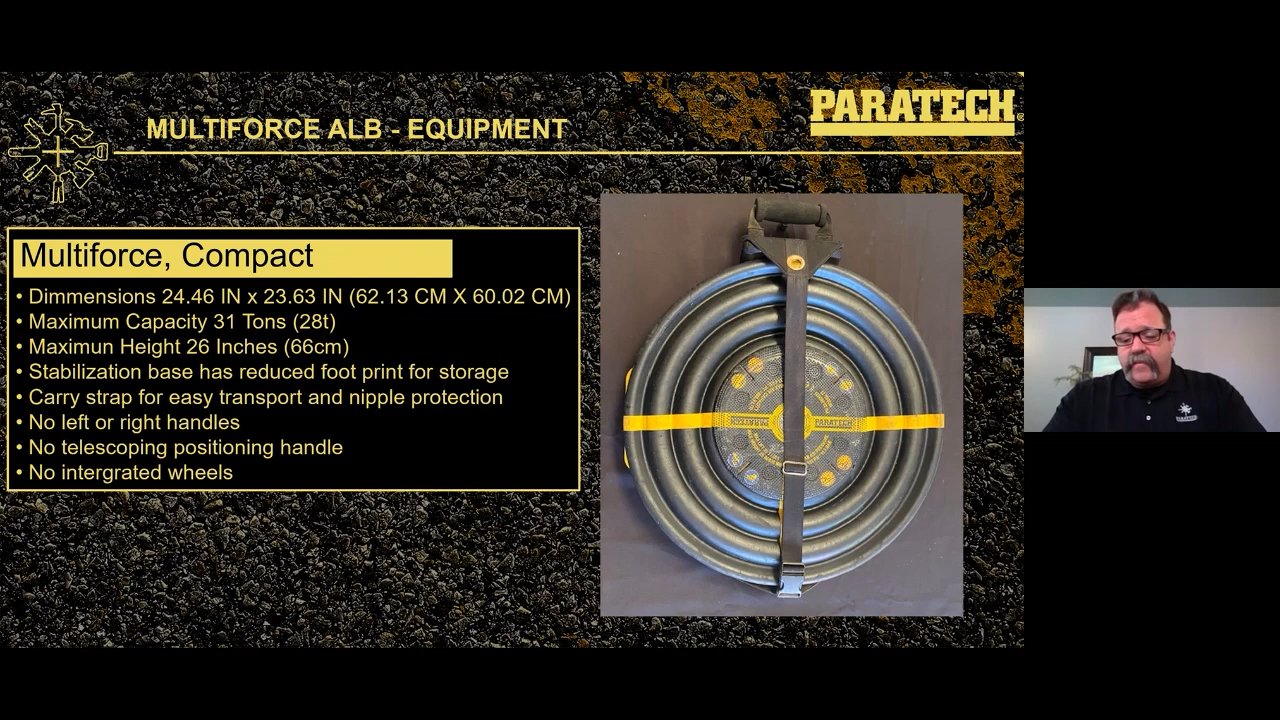 MULTIFORCE ALB - EQUIPMENT
PARATECH®
Multiforce, Compact
• Dimmensions 24.46 IN x 23.63 IN (62.13 CM X 60.02 CM)
• Maximum Capacity 31 Tons (28t)
• Maximun Height 26 Inches (66cm)
• Stabilization base has reduced foot print for storage
• Carry strap for easy transport and nipple protection
• No left or right handles
• No telescoping positioning handle
• No intergrated wheels
PARATECH
PARATECH
PARATECH